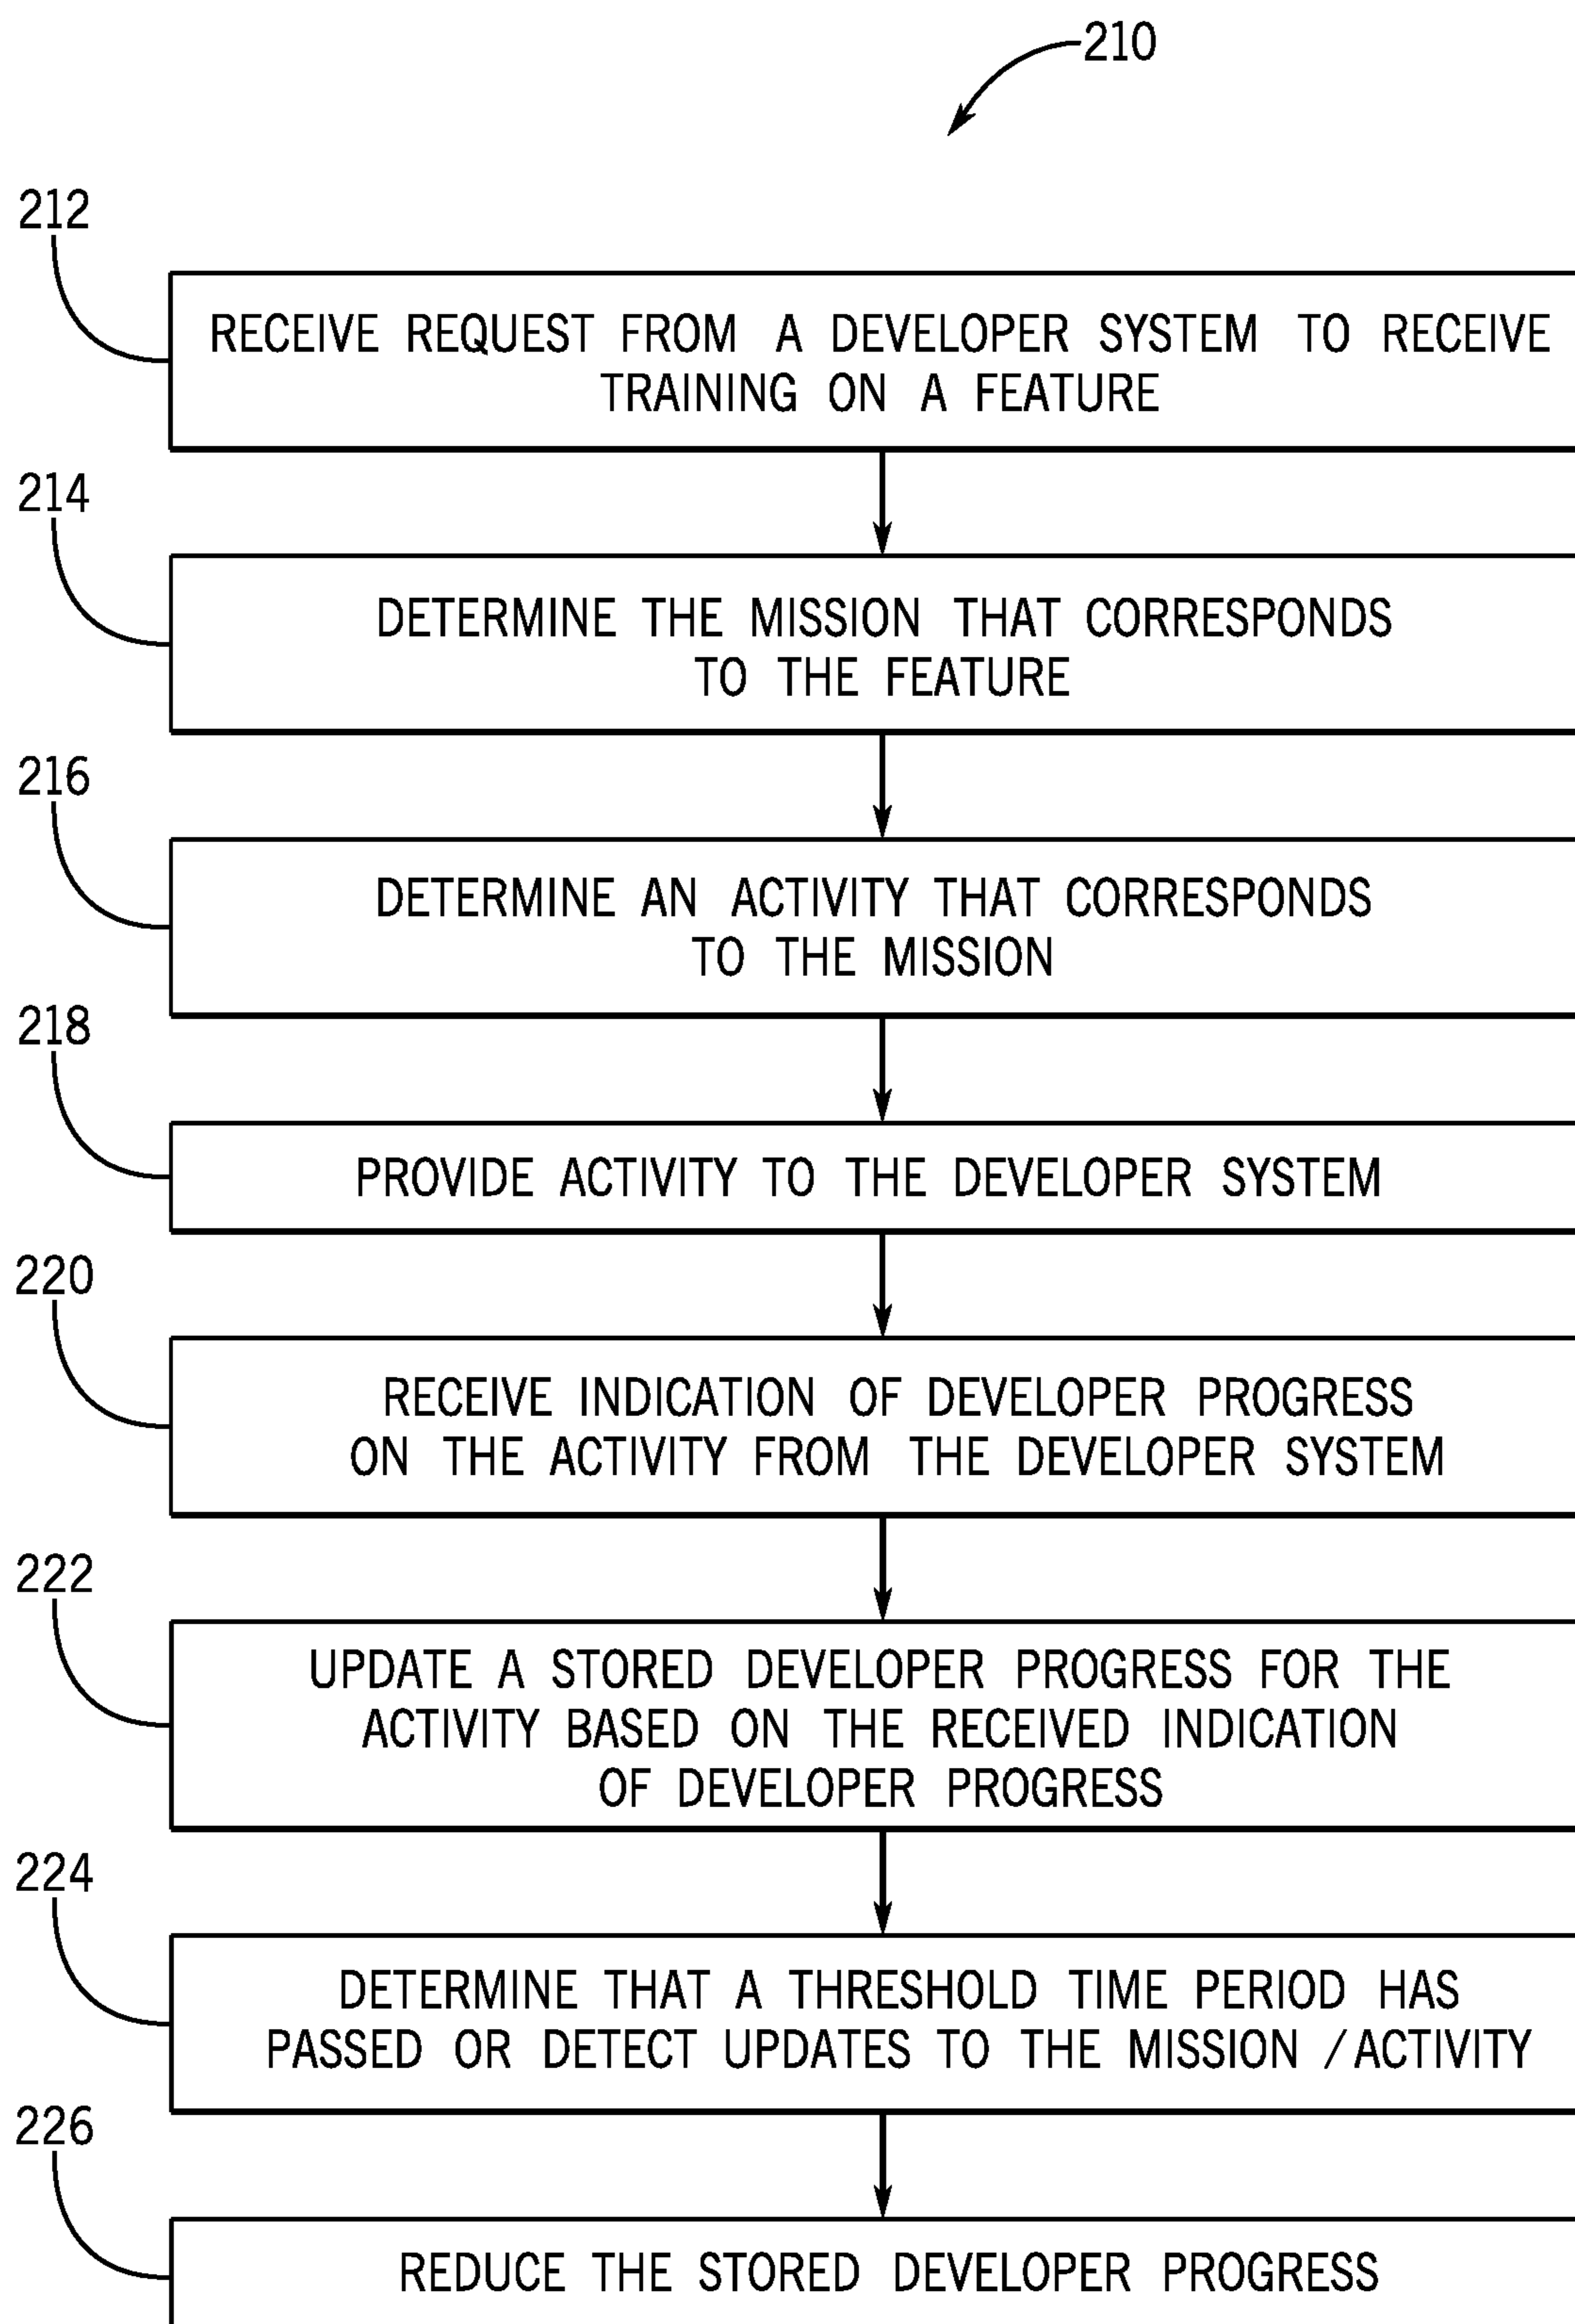 210
212
RECEIVE REQUEST FROM A DEVELOPER SYSTEM TO RECEIVE
TRAINING ON A FEATURE
214
DETERMINE THE MISSION THAT CORRESPONDS
TO THE FEATURE
216
DETERMINE AN ACTIVITY THAT CORRESPONDS
TO THE MISSION
218
PROVIDE ACTIVITY TO THE DEVELOPER SYSTEM
220
RECEIVE INDICATION OF DEVELOPER PROGRESS
ON THE ACTIVITY FROM THE DEVELOPER SYSTEM
222
UPDATE A STORED DEVELOPER PROGRESS FOR THE
ACTIVITY BASED ON THE RECEIVED INDICATION
OF DEVELOPER PROGRESS
224
DETERMINE THAT A THRESHOLD TIME PERIOD HAS
PASSED OR DETECT UPDATES TO THE MISSION /ACTIVITY
226
REDUCE THE STORED DEVELOPER PROGRESS